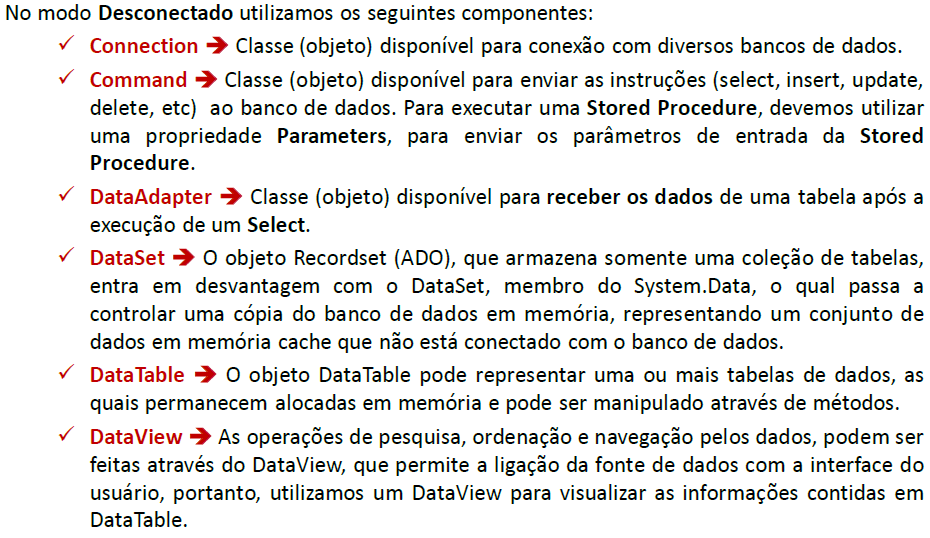 No modo Desconectado utilizamos os seguintes componentes:
✓ Connection ➔ Classe (objeto) disponível para conexão com diversos bancos de dados.
✓ Command ➔ Classe (objeto) disponível para enviar as instruções (select, insert, update,
delete, etc) ao banco de dados. Para executar uma Stored Procedure, devemos utilizar
uma propriedade Parameters, para enviar os parâmetros de entrada da Stored
Procedure.
✓ DataAdapter ➔ Classe (objeto) disponível para receber os dados de uma tabela após a
execução de um Select.
✓ DataSet ➔ O objeto Recordset (ADO), que armazena somente uma coleção de tabelas,
entra em desvantagem com o DataSet, membro do System.Data, o qual passa a
controlar uma cópia do banco de dados em memória, representando um conjunto de
dados em memória cache que não está conectado com o banco de dados.
✓ DataTable ➔ O objeto DataTable pode representar uma ou mais tabelas de dados, as
quais permanecem alocadas em memória e pode ser manipulado através de métodos.
✓ DataView ➔ As operações de pesquisa, ordenação e navegação pelos dados, podem ser
feitas através do DataView, que permite a ligação da fonte de dados com a interface do
usuário, portanto, utilizamos um DataView para visualizar as informações contidas em
DataTable.